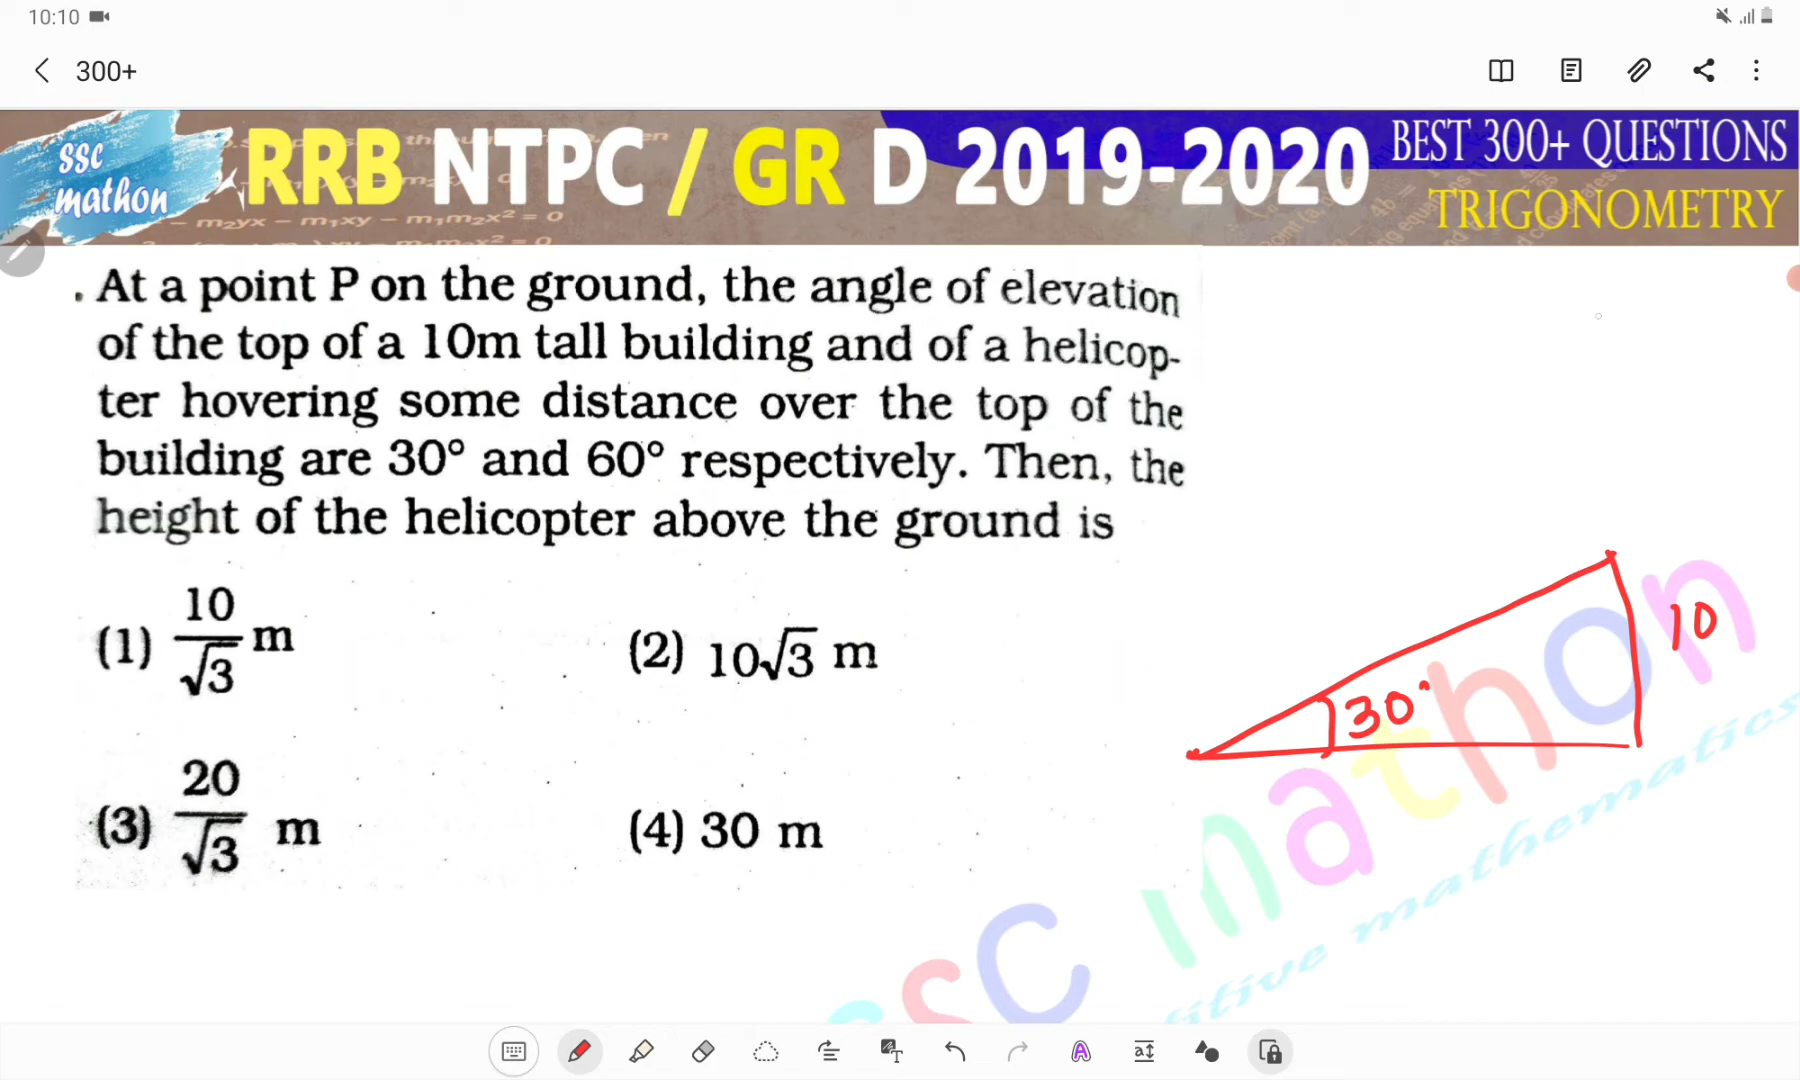 10:10
300+
SSC
mathon
RRB NTPC / GR D 2019-2020
BEST 300+ QUESTIONS
TRIGONOMETRY
. At a point P on the ground, the angle of elevation
of the top of a 10m tall building and of a helicop-
ter hovering some distance over the top of the
building are 30° and 60° respectively. Then, the
height of the helicopter above the ground is
(1) 10/√3 m
(2) 10√3 m
(3) 20/√3 m
(4) 30 m
10
30°
ssc mathon
mathematics